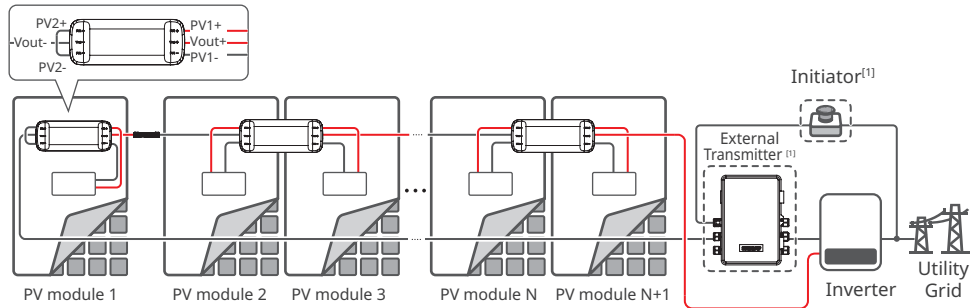 PV2+
Vout-
PV2-
PV1+
Vout+
PV1-
Initiator[1]
External
Transmitter [1]
PV module 1
PV module 2
PV module 3
PV module N
PV module N+1
Inverter
Utility
Grid